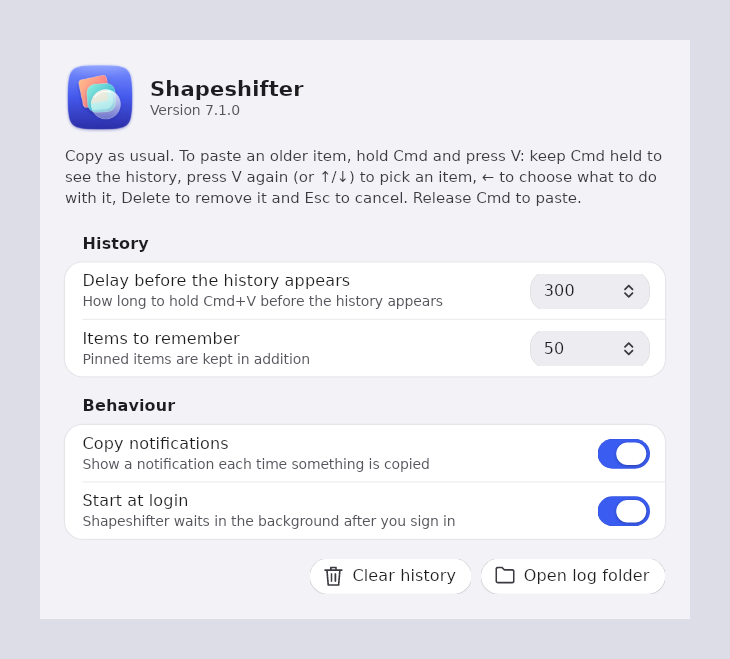 Shapeshifter
Version 7.1.0
Copy as usual. To paste an older item, hold Cmd and press V: keep Cmd held to
see the history, press V again (or ↑/↓) to pick an item, ← to choose what to do
with it, Delete to remove it and Esc to cancel. Release Cmd to paste.
History
Delay before the history appears
How long to hold Cmd+V before the history appears
300
Items to remember
Pinned items are kept in addition
50
Behaviour
Copy notifications
Show a notification each time something is copied
Start at login
Shapeshifter waits in the background after you sign in
Clear history
Open log folder